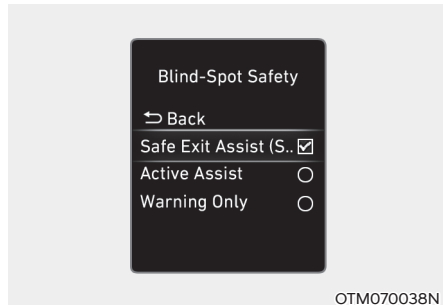 Blind-Spot Safety
Back
Safe Exit Assist (S..
Active Assist
Warning Only
OTM070038N